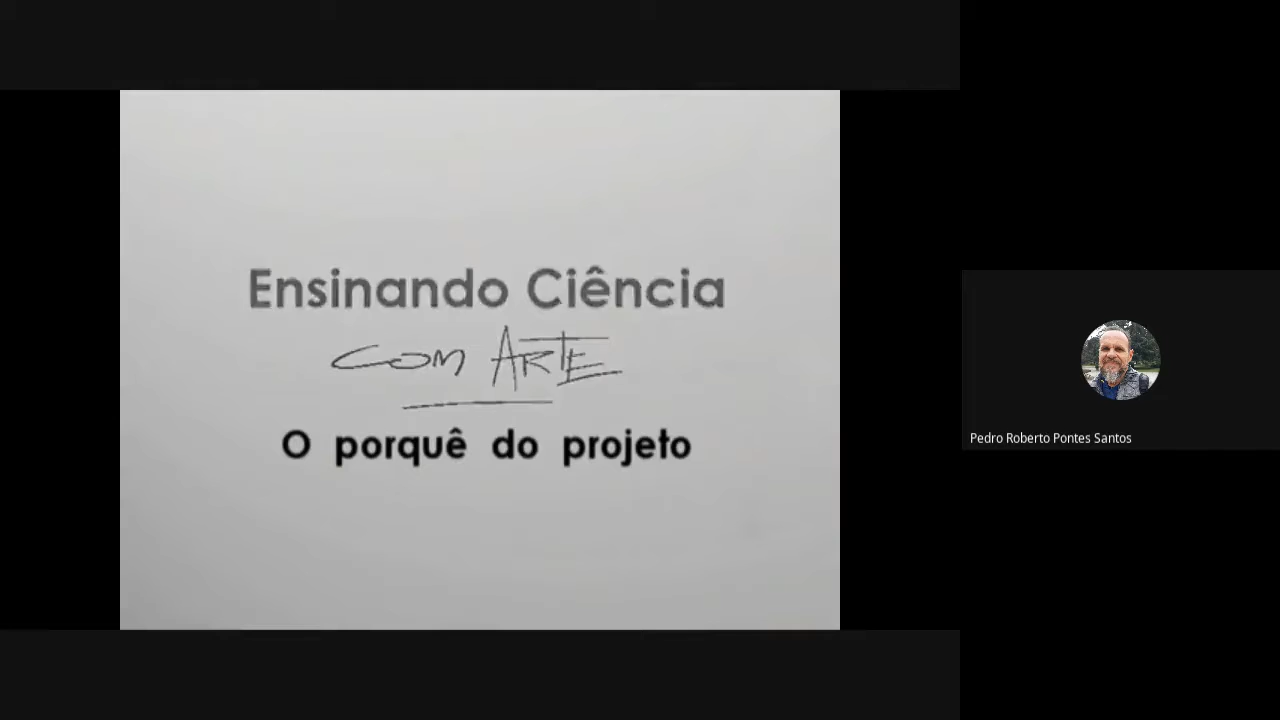 Ensinando Ciência
COM ARTE
O porquê do projeto
Pedro Roberto Pontes Santos